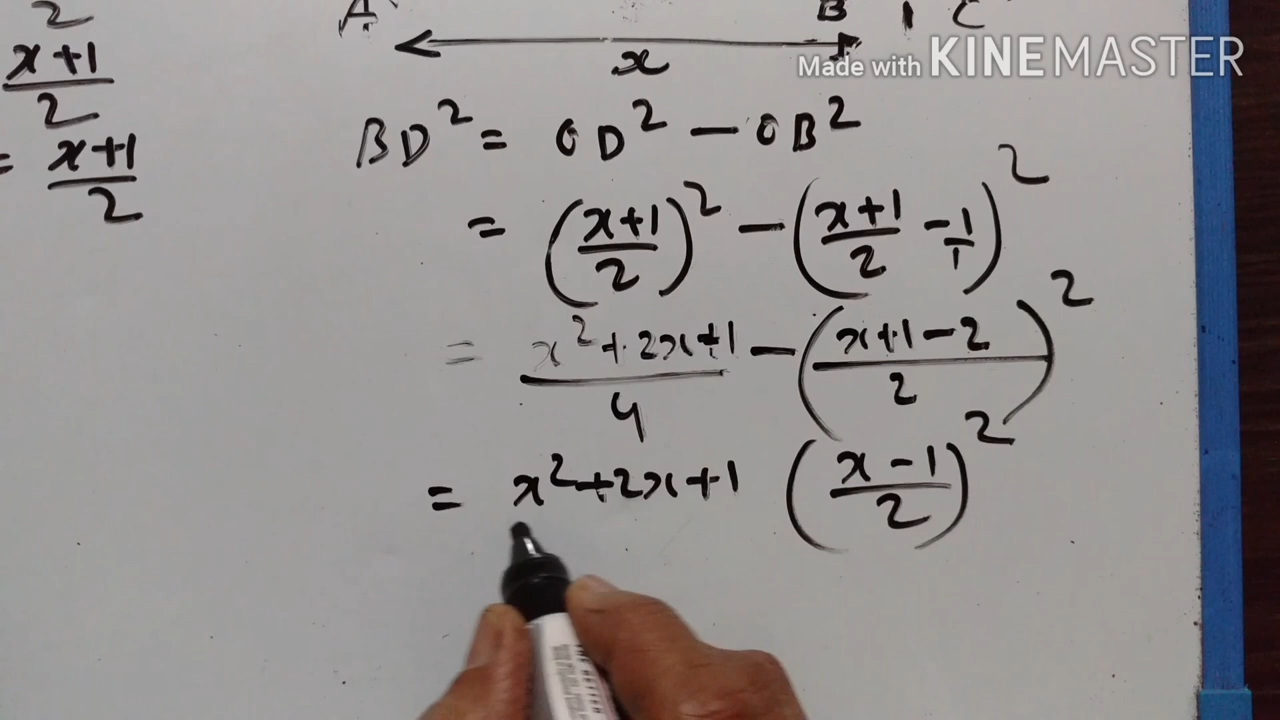 2
x+1
2
= x+1
2
A B 1 C
x
Made with KINEMASTER
BD² = OD² - OB²
= (x+1/2)² - (x+1/2 - 1/1)²
= x²+2x+1/4 - (x+1-2/2)²
= x²+2x+1 (x-1/2)²